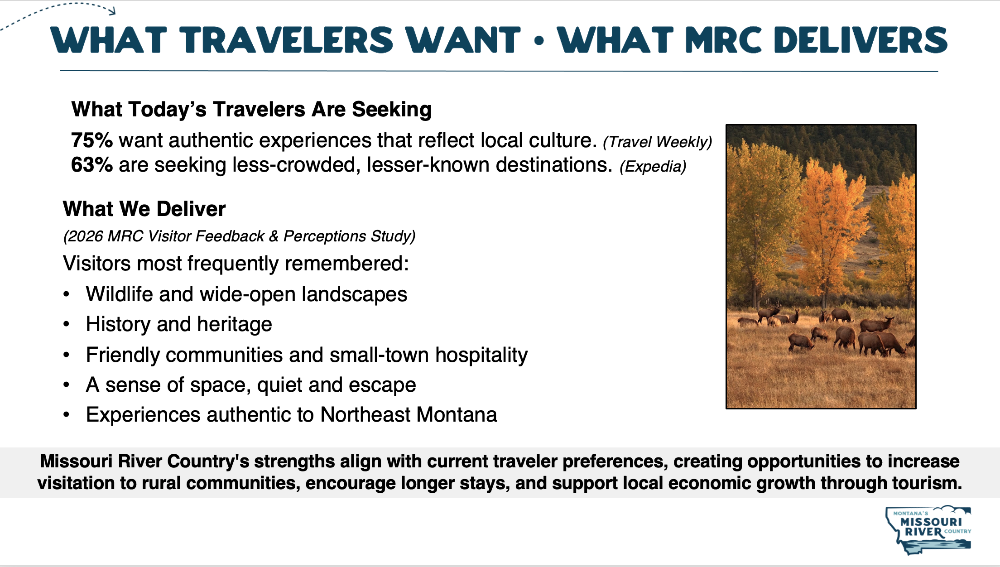 WHAT TRAVELERS WANT • WHAT MRC DELIVERS
What Today’s Travelers Are Seeking
75% want authentic experiences that reflect local culture. (Travel Weekly)
63% are seeking less-crowded, lesser-known destinations. (Expedia)
What We Deliver
(2026 MRC Visitor Feedback & Perceptions Study)
Visitors most frequently remembered:
• Wildlife and wide-open landscapes
• History and heritage
• Friendly communities and small-town hospitality
• A sense of space, quiet and escape
• Experiences authentic to Northeast Montana
Missouri River Country's strengths align with current traveler preferences, creating opportunities to increase
visitation to rural communities, encourage longer stays, and support local economic growth through tourism.
MONTANA'S
MISSOURI
RIVER COUNTRY